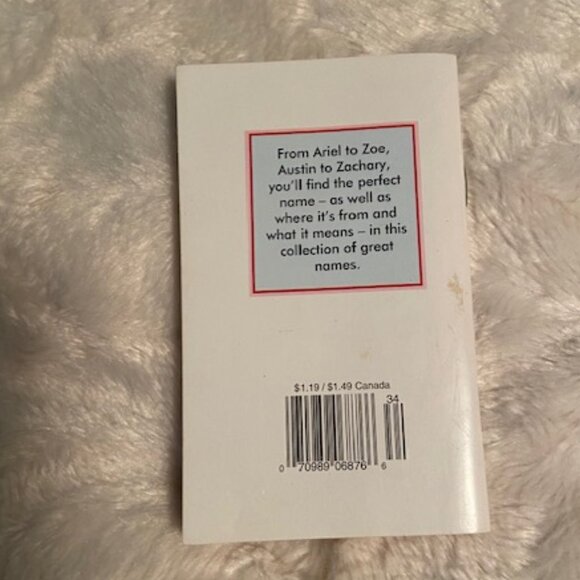 From Ariel to Zoe,
Austin to Zachary,
you'll find the perfect
name – as well as
where it's from and
what it means – in this
collection of great
names.
$1.19 / $1.49 Canada
34
0 70989 06876 6